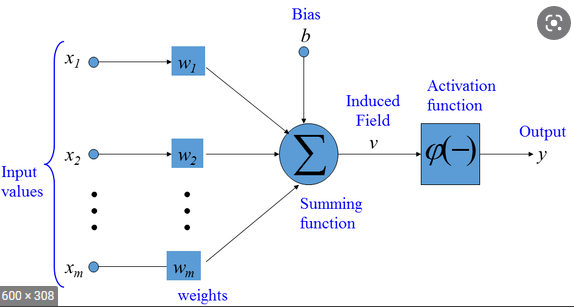 Bias
b
x1
w1
Activation
function
Induced
Field
v
φ(−)
Output
y
Input
values
x2
w2
∑
Summing
function
xm
wm
weights
600 × 308